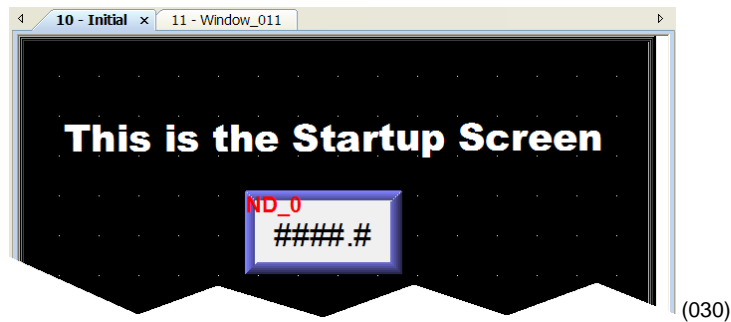 10 - Initial x 11 - Window_011
This is the Startup Screen
ND_0
####.#
(030)